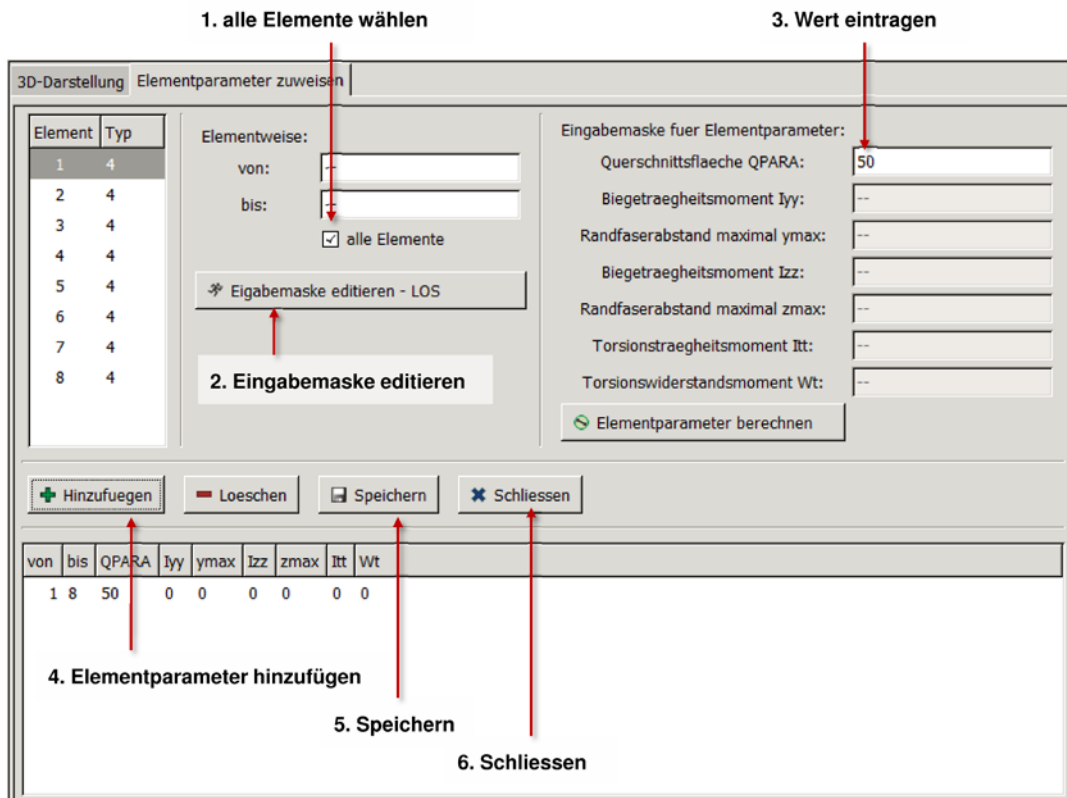 1. alle Elemente wählen
3. Wert eintragen
3D-Darstellung
Elementparameter zuweisen
Element Typ
1 4
2 4
3 4
4 4
5 4
6 4
7 4
8 4
Elementweise:
von: --
bis: --
alle Elemente
Eigabemaske editieren - LOS
2. Eingabemaske editieren
Eingabemaske fuer Elementparameter:
Querschnittsflaeche QPARA: 50
Biegetraegheitsmoment Iyy: --
Randfaserabstand maximal ymax: --
Biegetraegheitsmoment Izz: --
Randfaserabstand maximal zmax: --
Torsionstraegheitsmoment Itt: --
Torsionswiderstandsmoment Wt: --
Elementparameter berechnen
Hinzufuegen
Loeschen
Speichern
Schliessen
von bis QPARA Iyy ymax Izz zmax Itt Wt
1 8 50 0 0 0 0 0 0
4. Elementparameter hinzufügen
5. Speichern
6. Schliessen